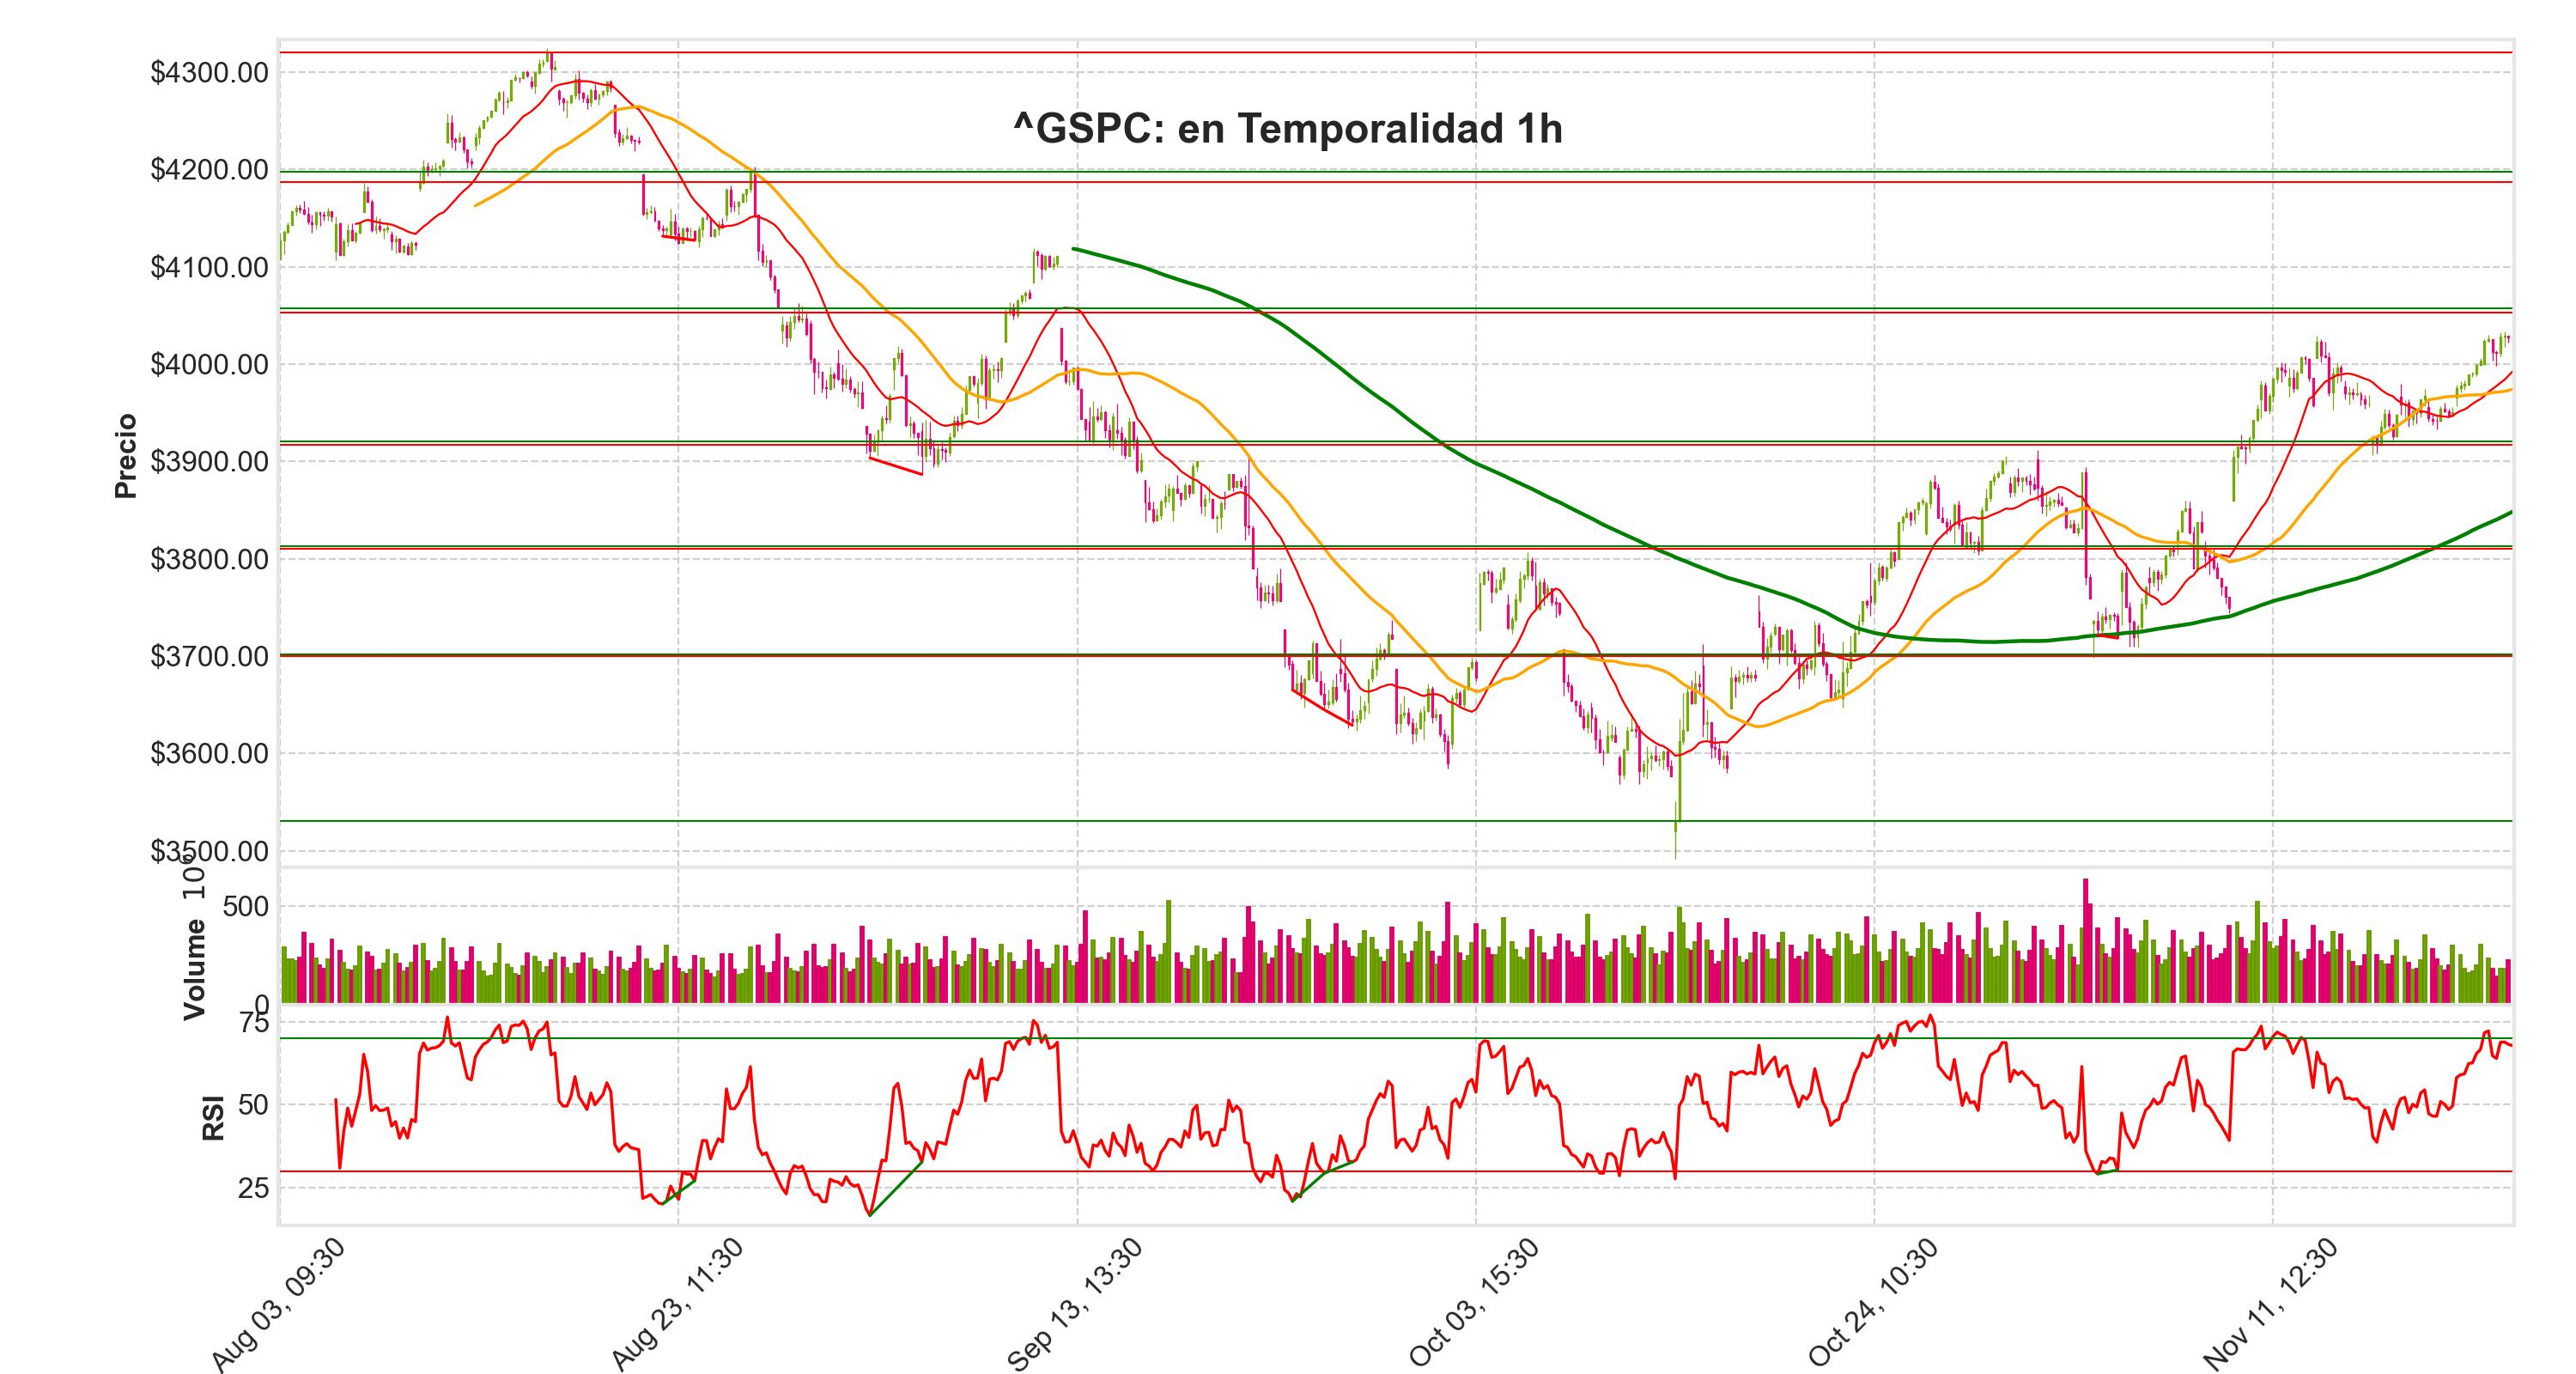 ^GSPC: en Temporalidad 1h
Precio
$4300.00
$4200.00
$4100.00
$4000.00
$3900.00
$3800.00
$3700.00
$3600.00
$3500.00
Volume 10⁶
500
0
RSI
75
50
25
Aug 03, 09:30
Aug 23, 11:30
Sep 13, 13:30
Oct 03, 15:30
Oct 24, 10:30
Nov 11, 12:30